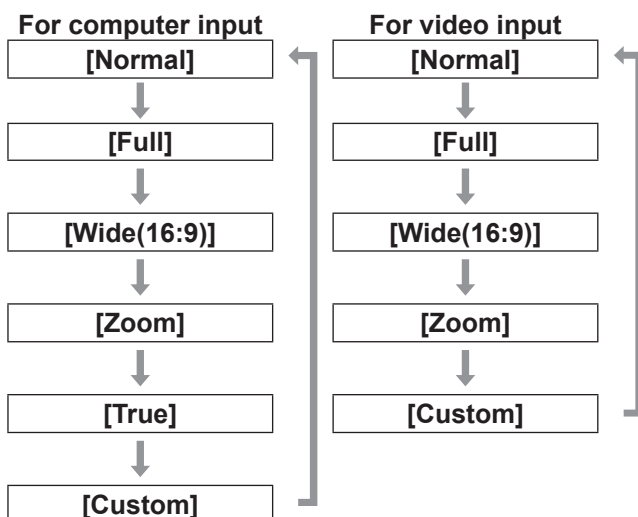 For computer input
[Normal]
[Full]
[Wide(16:9)]
[Zoom]
[True]
[Custom]
For video input
[Normal]
[Full]
[Wide(16:9)]
[Zoom]
[Custom]